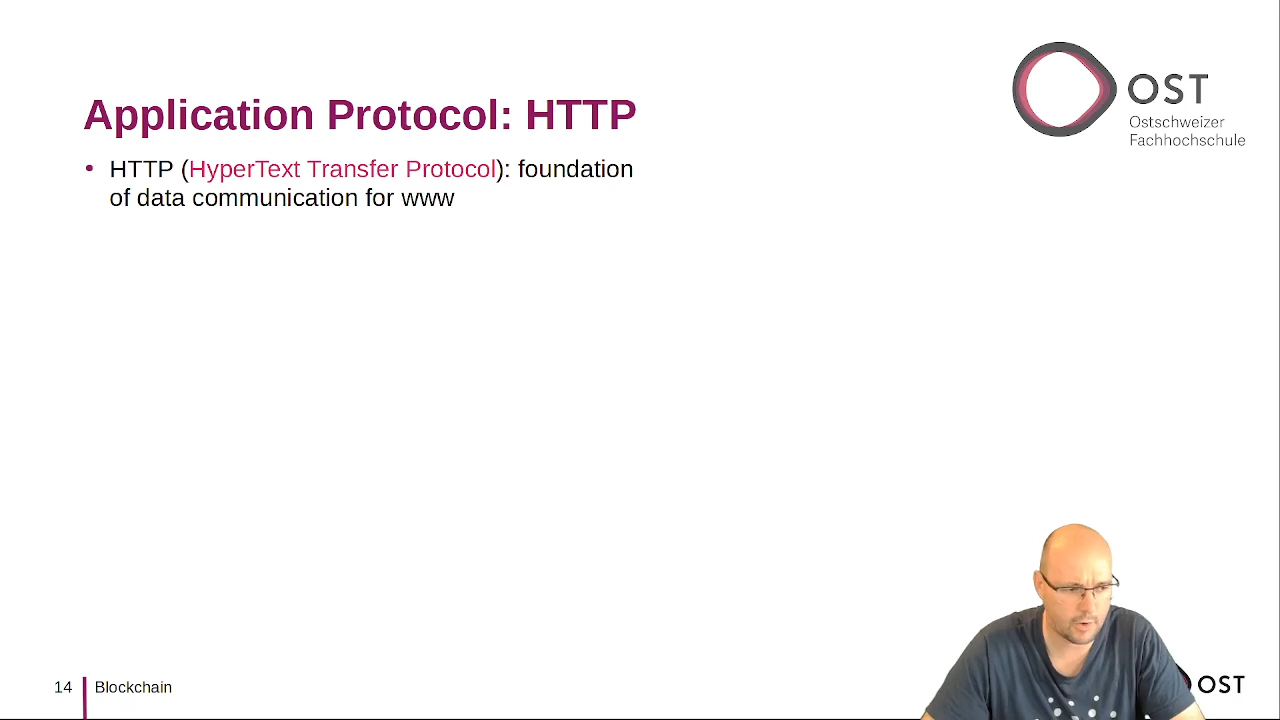 OST
Ostschweizer
Fachhochschule
Application Protocol: HTTP
• HTTP (HyperText Transfer Protocol): foundation
of data communication for www
14
Blockchain
OST